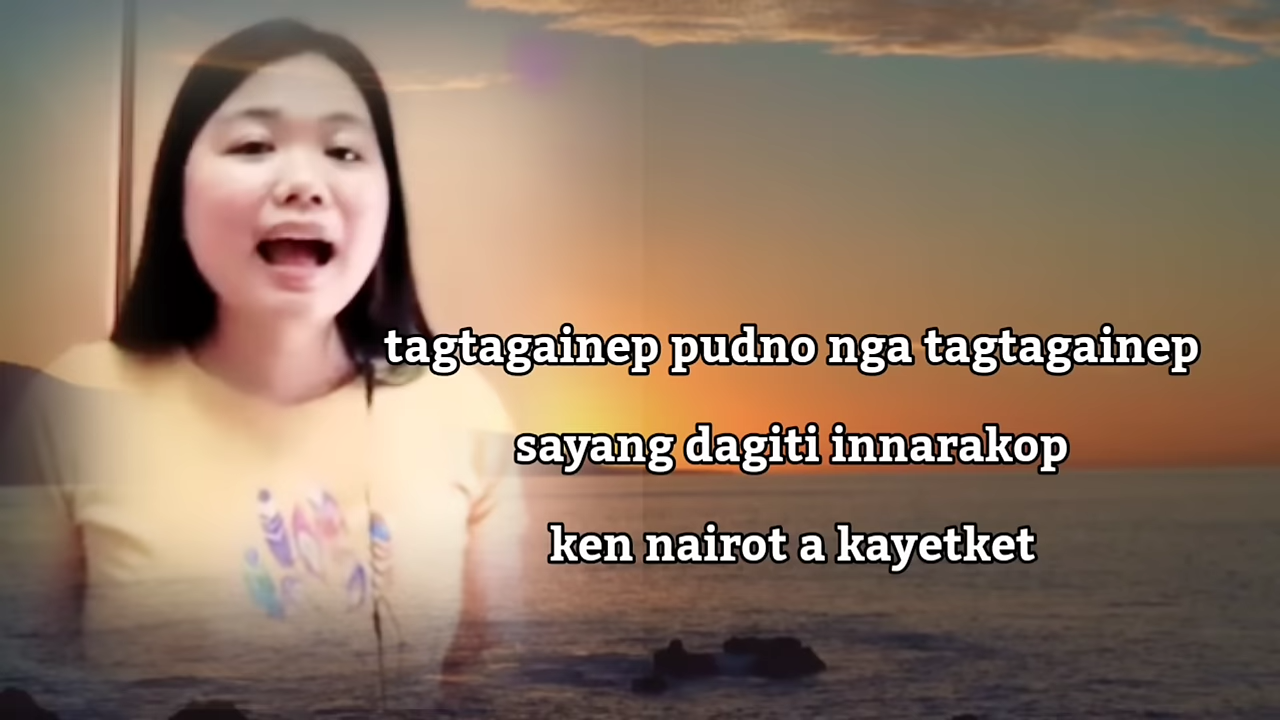 tagtagainep pudno nga tagtagainep
sayang dagiti innarakop
ken nairot a kayetket